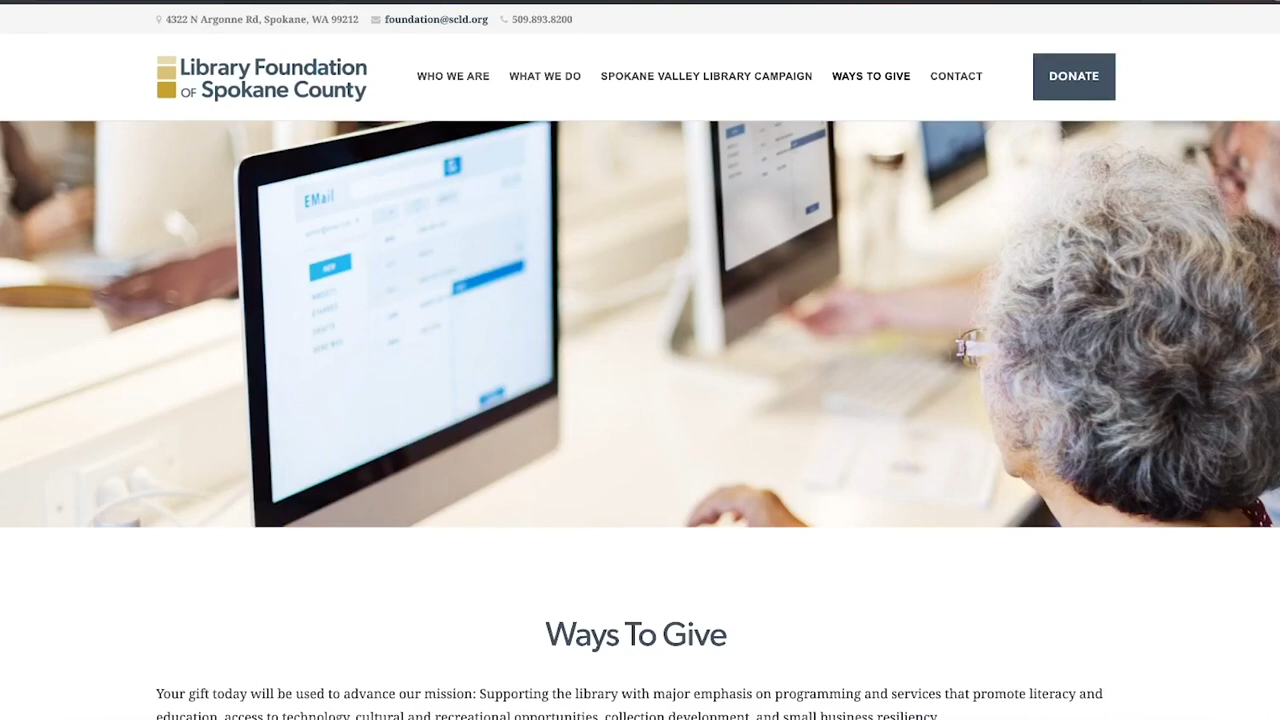 4322 N Argonne Rd, Spokane, WA 99212 foundation@scld.org 509.893.8200
Library Foundation
OF Spokane County
WHO WE ARE WHAT WE DO SPOKANE VALLEY LIBRARY CAMPAIGN WAYS TO GIVE CONTACT DONATE
EMail
NEW
Ways To Give
Your gift today will be used to advance our mission: Supporting the library with major emphasis on programming and services that promote literacy and
education, access to technology, cultural and recreational opportunities, collection development, and small business resiliency.